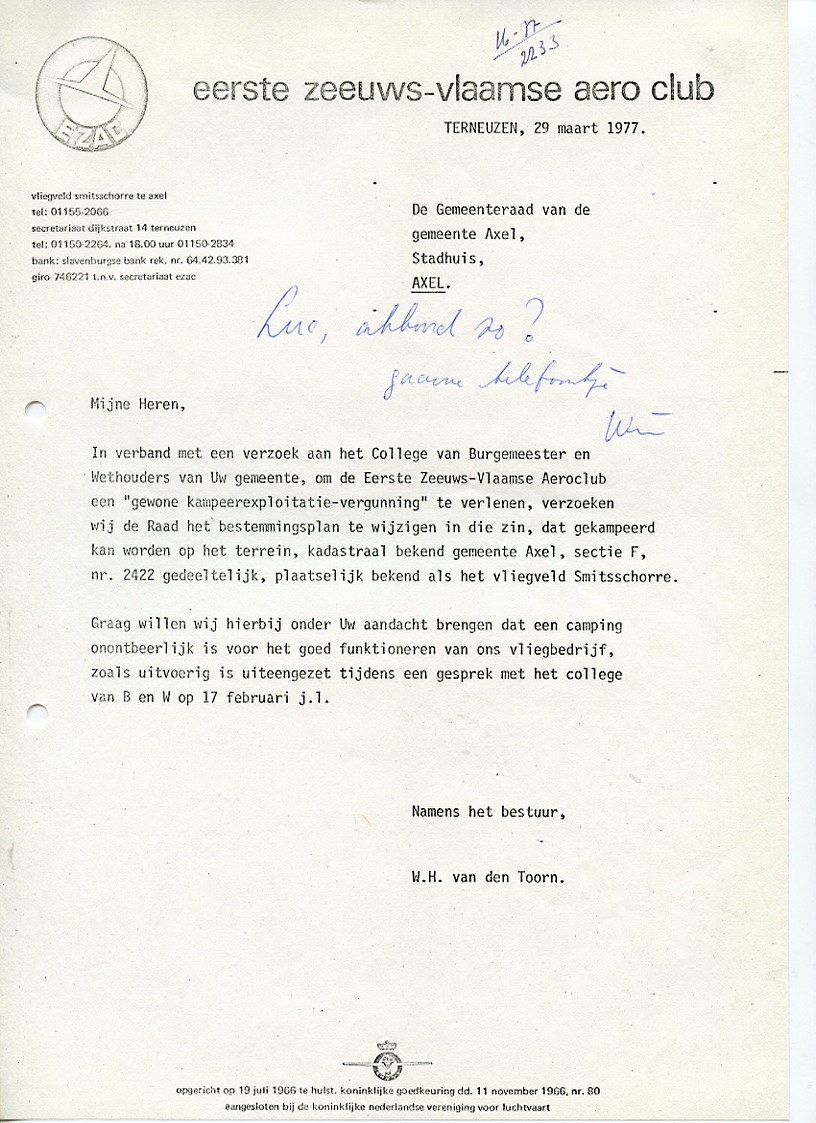 16-77
2233
eerste zeeuws-vlaamse aero club
EZAC
TERNEUZEN, 29 maart 1977.
vliegveld smitsschorre te axel
tel: 01155-2066
secretariaat dijkstraat 14 terneuzen
tel: 01150-2264. na 18.00 uur 01150-2834
bank: slavenburgse bank rek. nr. 64.42.93.381
giro 746221 t.n.v. secretariaat ezac
De Gemeenteraad van de
gemeente Axel,
Stadhuis,
AXEL.
Luc, akkoord zo?
gaarne telefoontje
Wim
Mijne Heren,
In verband met een verzoek aan het College van Burgemeester en
Wethouders van Uw gemeente, om de Eerste Zeeuws-Vlaamse Aeroclub
een "gewone kampeerexploitatie-vergunning" te verlenen, verzoeken
wij de Raad het bestemmingsplan te wijzigen in die zin, dat gekampeerd
kan worden op het terrein, kadastraal bekend gemeente Axel, sectie F,
nr. 2422 gedeeltelijk, plaatselijk bekend als het vliegveld Smitsschorre.
Graag willen wij hierbij onder Uw aandacht brengen dat een camping
onontbeerlijk is voor het goed funktioneren van ons vliegbedrijf,
zoals uitvoerig is uiteengezet tijdens een gesprek met het college
van B en W op 17 februari j.l.
Namens het bestuur,
W.H. van den Toorn.
opgericht op 19 juli 1966 te hulst. koninklijke goedkeuring dd. 11 november 1966, nr. 80
aangesloten bij de koninklijke nederlandse vereniging voor luchtvaart